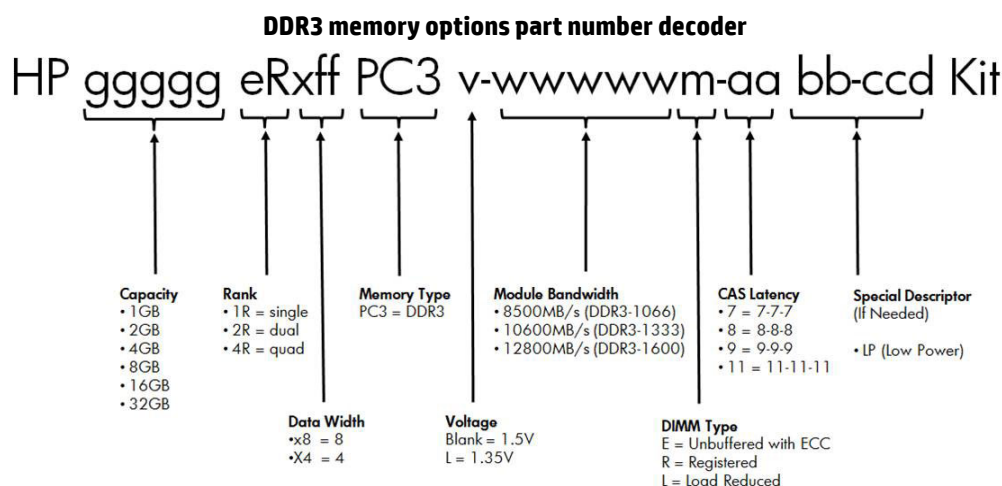 DDR3 memory options part number decoder
HP ggggg eRxff PC3 v-wwwwwm-aa bb-ccd Kit
Capacity
• 1GB
• 2GB
• 4GB
• 8GB
• 16GB
• 32GB
Rank
• 1R = single
• 2R = dual
• 4R = quad
Memory Type
PC3 = DDR3
Module Bandwidth
• 8500MB/s (DDR3-1066)
• 10600MB/s (DDR3-1333)
• 12800MB/s (DDR3-1600)
CAS Latency
• 7 = 7-7-7
• 8 = 8-8-8
• 9 = 9-9-9
• 11 = 11-11-11
Special Descriptor
(If Needed)
• LP (Low Power)
Data Width
•x8 = 8
•X4 = 4
Voltage
Blank = 1.5V
L = 1.35V
DIMM Type
E = Unbuffered with ECC
R = Registered
L = Load Reduced